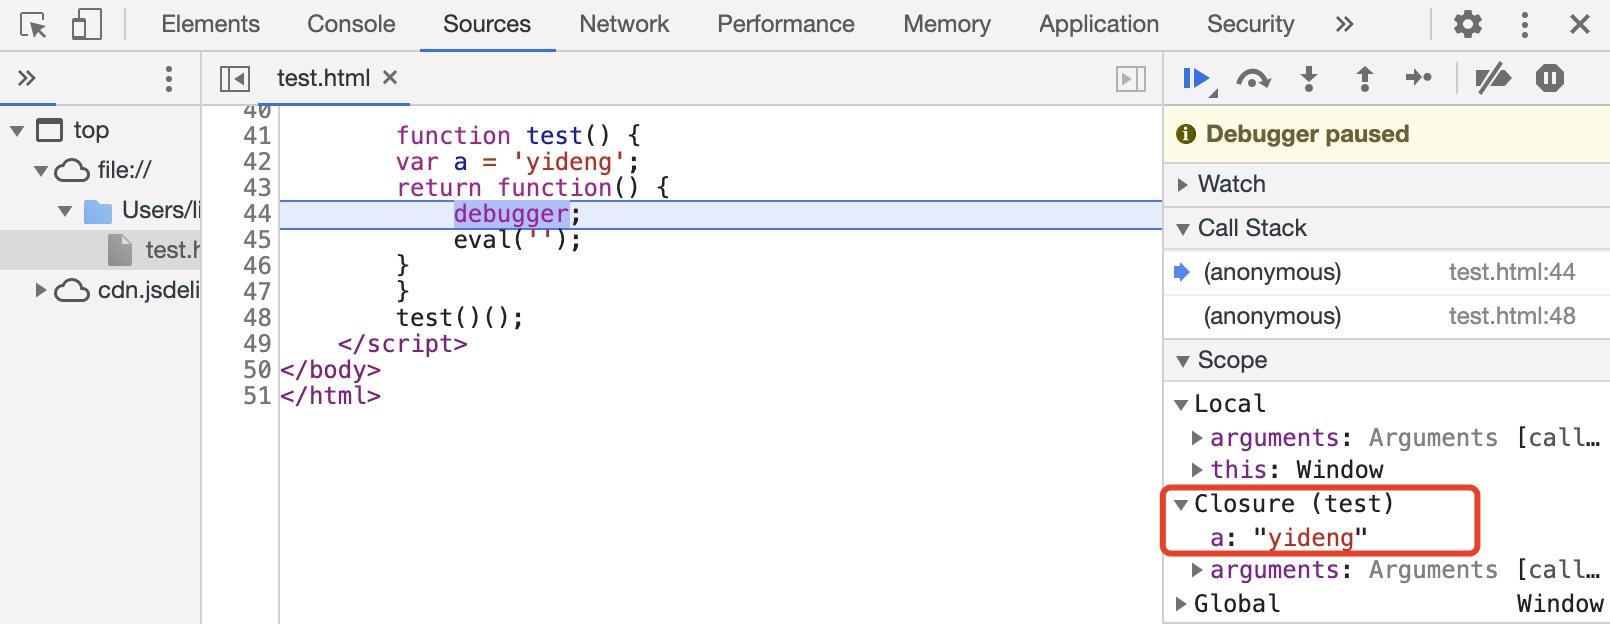 Elements Console Sources Network Performance Memory Application Security »
» test.html ×
top
file://
Users/li
test.h
cdn.jsdeli
40
41 function test() {
42 var a = 'yideng';
43 return function() {
44 debugger;
45 eval('');
46 }
47 }
48 test()();
49 </script>
50 </body>
51 </html>
Debugger paused
Watch
Call Stack
(anonymous) test.html:44
(anonymous) test.html:48
Scope
Local
arguments: Arguments [call…
this: Window
Closure (test)
a: "yideng"
arguments: Arguments [call…
Global Window